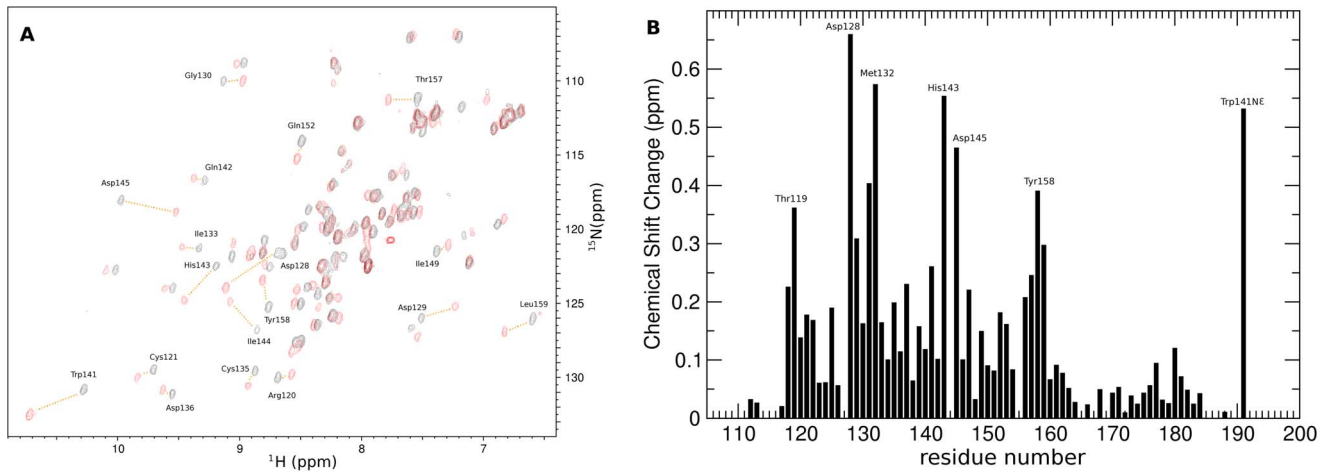 A
Gly130
Thr157
Gln152
Gln142
Asp145
Ile133
His143
Asp128
Ile149
Tyr158
Asp129
Leu159
Ile144
Cys121
Cys135
Trp141
Asp136
Arg120
110
115
120
125
130
15N(ppm)
10
9
8
7
1H (ppm)
B
Asp128
Met132
His143
Trp141Nε
Asp145
Tyr158
Thr119
0.6
0.5
0.4
0.3
0.2
0.1
0
Chemical Shift Change (ppm)
110
120
130
140
150
160
170
180
190
200
residue number